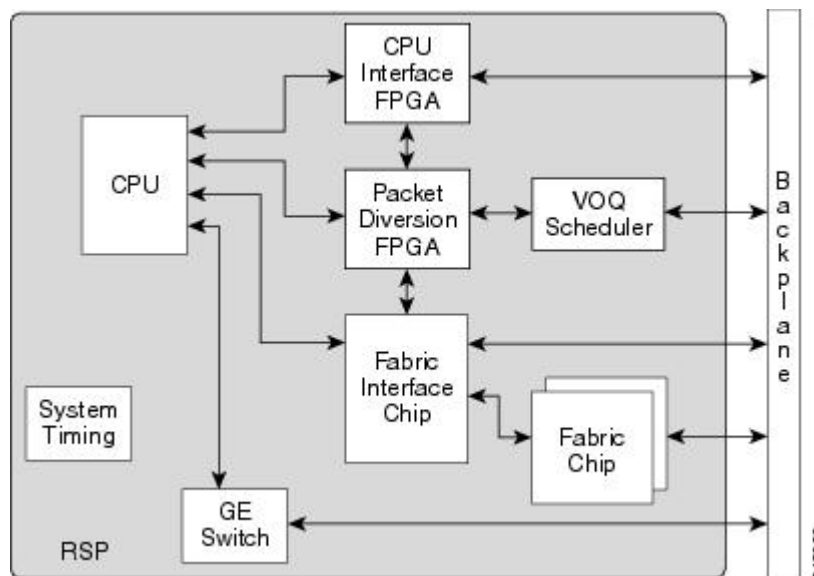 CPU
Interface
FPGA
CPU
Packet
Diversion
FPGA
VOQ
Scheduler
Backplane
Fabric
Interface
Chip
System
Timing
Fabric
Chip
GE
Switch
RSP